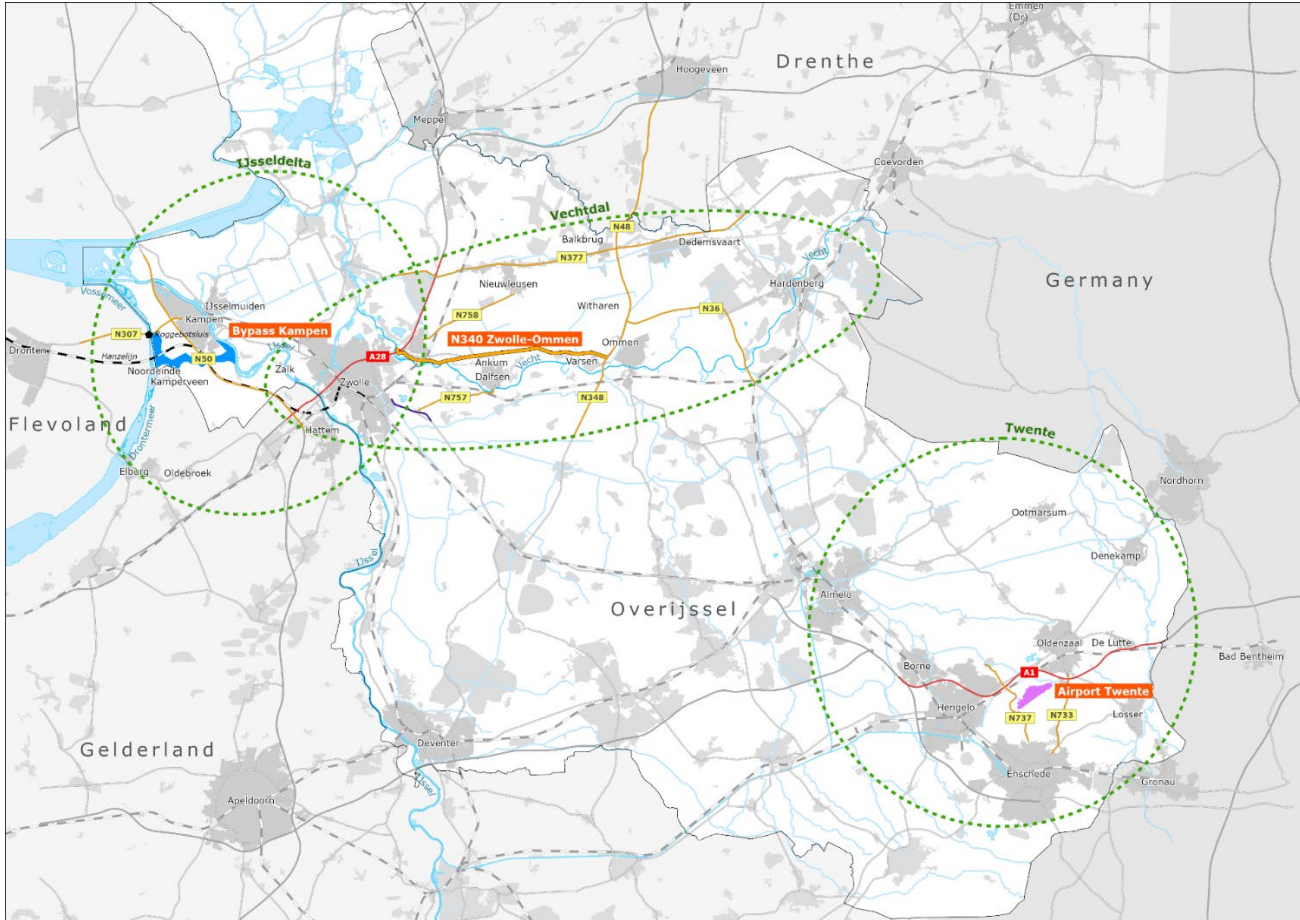 Emmen
(Dr)
Drenthe
Hoogeveen
Meppel
Coevorden
IJsseldelta
Vechtdal
N48
Balkbrug
Dedemsvaart
N377
Vecht
Germany
Nieuwleusen
Hardenberg
Vossemeer
IJsselmuiden
Kampen
Witharen
N36
N758
N307
Roggebotsluis
Bypass Kampen
N340 Zwolle-Ommen
Ommen
Dronten
Hanzelijn
N50
IJssel
A28
Noordeinde
Kamperveen
Zalk
Zwolle
Ankum
Vecht
Varsen
Dalfsen
N757
N348
Flevoland
Drontermeer
Hattem
Twente
Elburg
Oldebroek
Nordhorn
Ootmarsum
Denekamp
IJssel
Overijssel
Almelo
Oldenzaal
De Lutte
Borne
Bad Bentheim
A1
Airport Twente
Hengelo
N737
N733
Losser
Gelderland
Deventer
Enschede
Gronau
IJssel
Apeldoorn